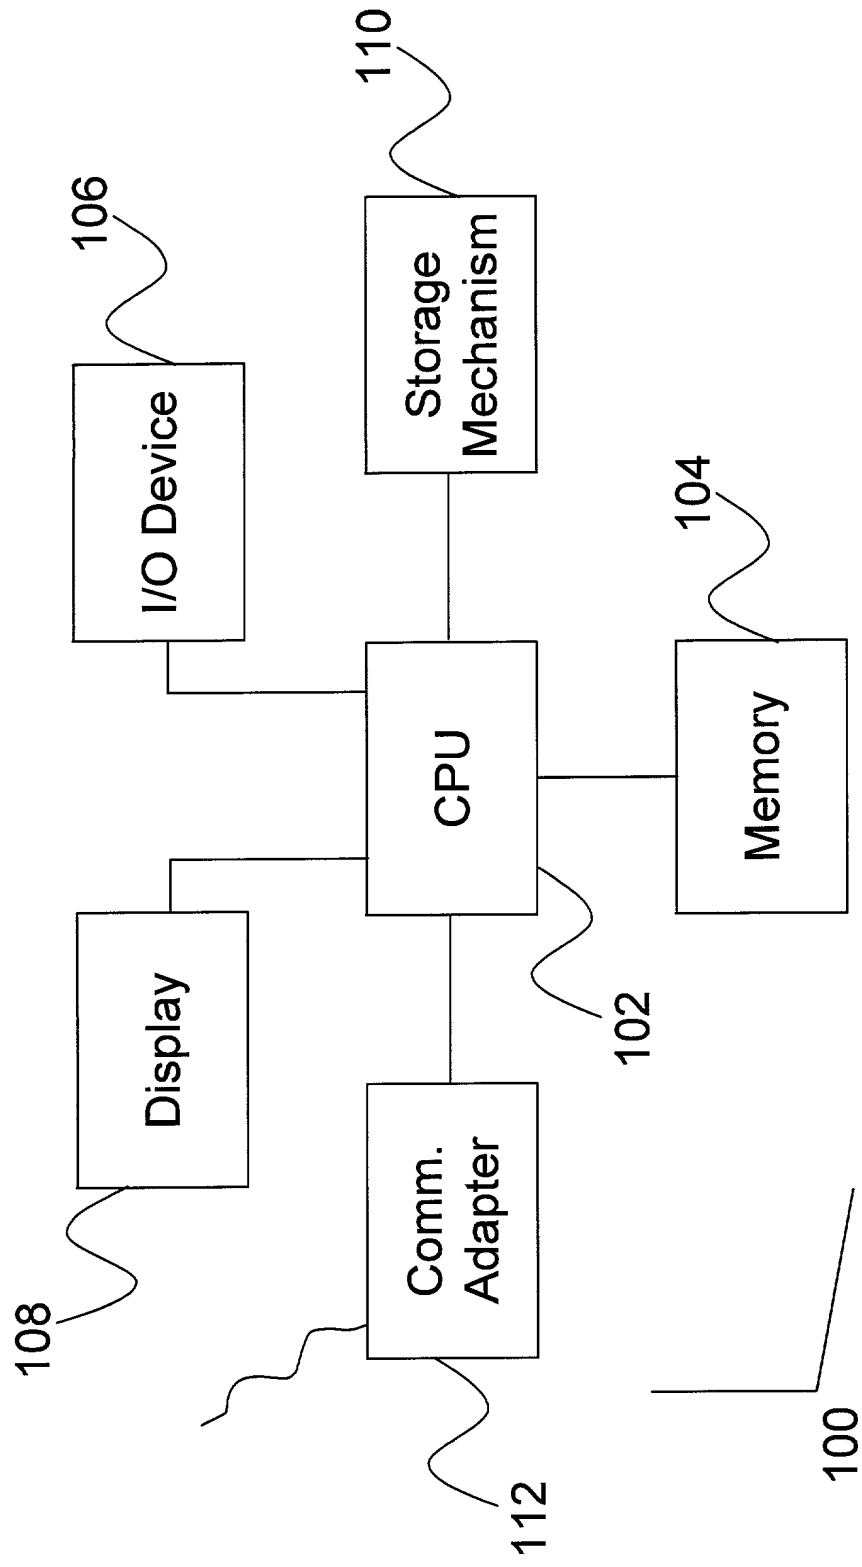 108
Display
I/O Device
106
112
Comm.
Adapter
CPU
102
Storage
Mechanism
110
100
Memory
104